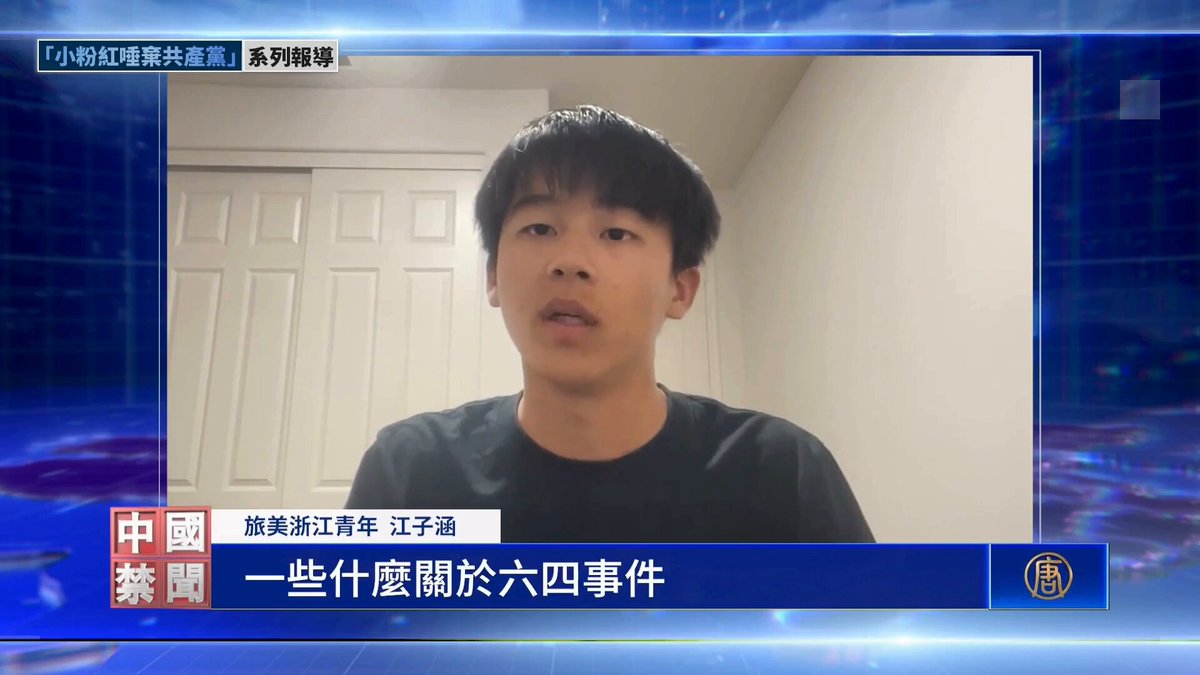 「小粉紅唾棄共產黨」系列報導
中國禁聞
旅美浙江青年 江子涵
一些什麼關於六四事件
唐